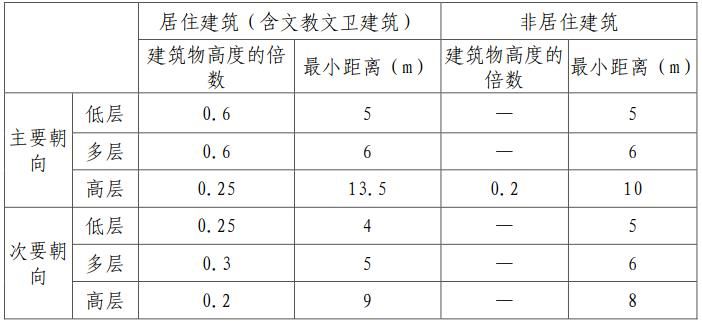 居住建筑（含文教文卫建筑） 非居住建筑
建筑物高度的倍数 最小距离（m） 建筑物高度的倍数 最小距离（m）
主要朝向 低层 0.6 5 — 5
多层 0.6 6 — 6
高层 0.25 13.5 0.2 10
次要朝向 低层 0.25 4 — 5
多层 0.3 5 — 6
高层 0.2 9 — 8